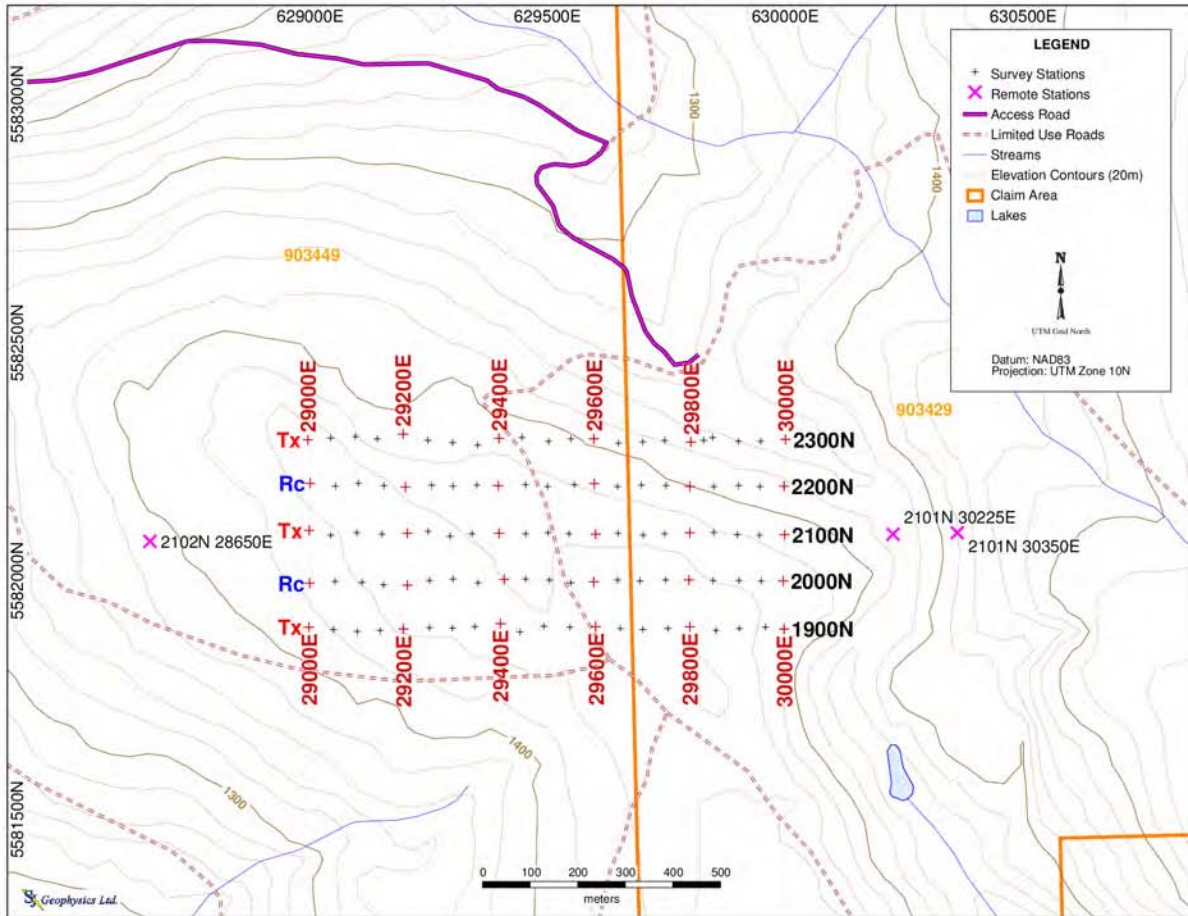 629000E 629500E 630000E 630500E
5583000N
5582500N
5582000N
5581500N
LEGEND
Survey Stations
Remote Stations
Access Road
Limited Use Roads
Streams
Elevation Contours (20m)
Claim Area
Lakes
N
UTM Grid North
Datum: NAD83
Projection: UTM Zone 10N
1300
1400
903449
903429
29000E 29200E 29400E 29600E 29800E 30000E
Tx 2300N
Rc 2200N
Tx 2100N
Rc 2000N
Tx 1900N
29000E 29200E 29400E 29600E 29800E 30000E
2102N 28650E
2101N 30225E
2101N 30350E
1400
1300
0 100 200 300 400 500
meters
SJ Geophysics Ltd.